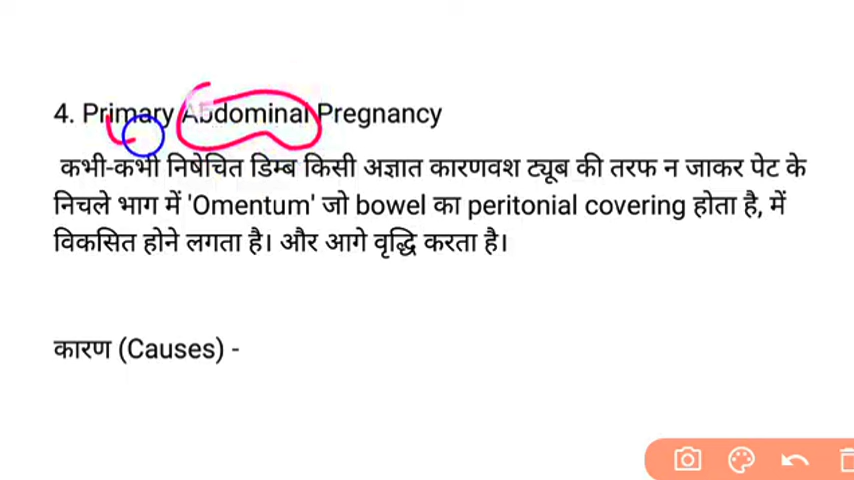 4. Primary Abdominal Pregnancy
कभी-कभी निषेचित डिम्ब किसी अज्ञात कारणवश ट्यूब की तरफ न जाकर पेट के
निचले भाग में 'Omentum' जो bowel का peritonial covering होता है, में
विकसित होने लगता है। और आगे वृद्धि करता है।
कारण (Causes) -